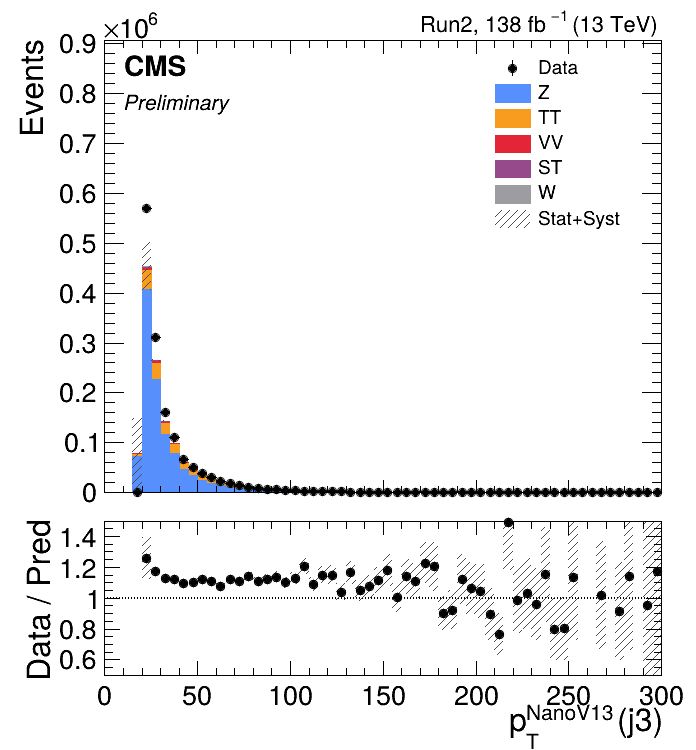 ×10⁶
Run2, 138 fb⁻¹ (13 TeV)
Events
0.9
0.8
0.7
0.6
0.5
0.4
0.3
0.2
0.1
0
CMS
Preliminary
Data
Z
TT
VV
ST
W
Stat+Syst
Data / Pred
1.4
1.2
1
0.8
0.6
0 50 100 150 200 250 300
p_T^NanoV13 (j3)